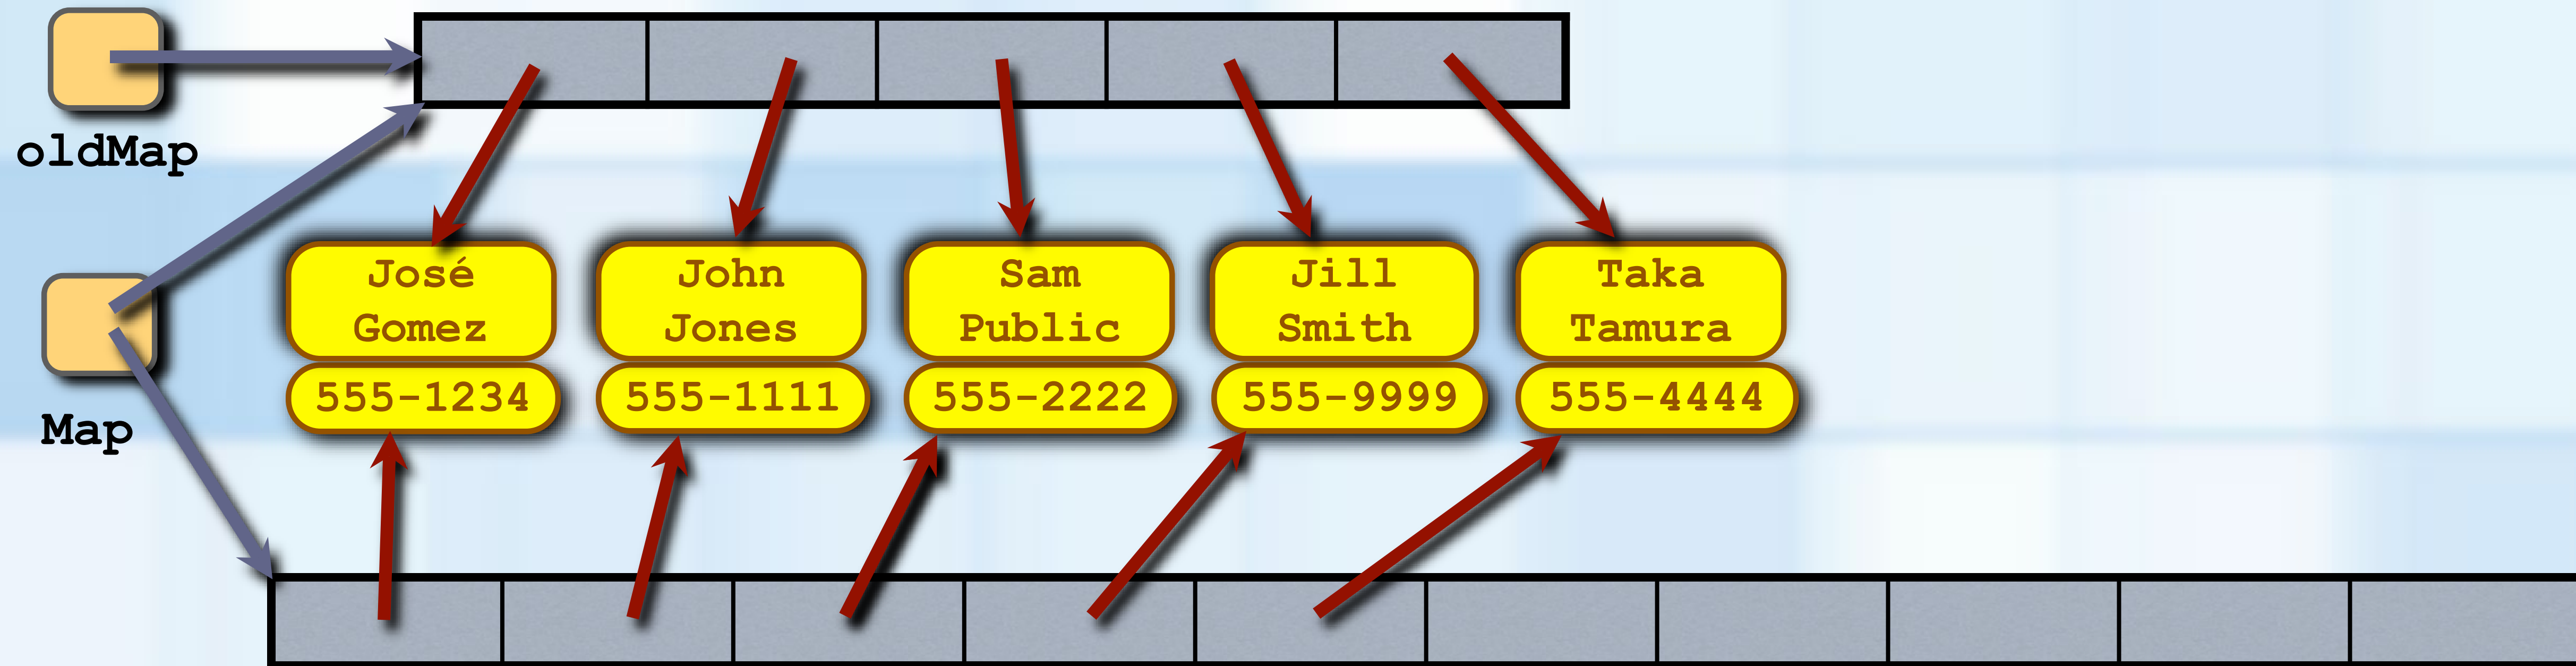 oldMap
José
Gomez
555-1234
John
Jones
555-1111
Sam
Public
555-2222
Jill
Smith
555-9999
Taka
Tamura
555-4444
Map